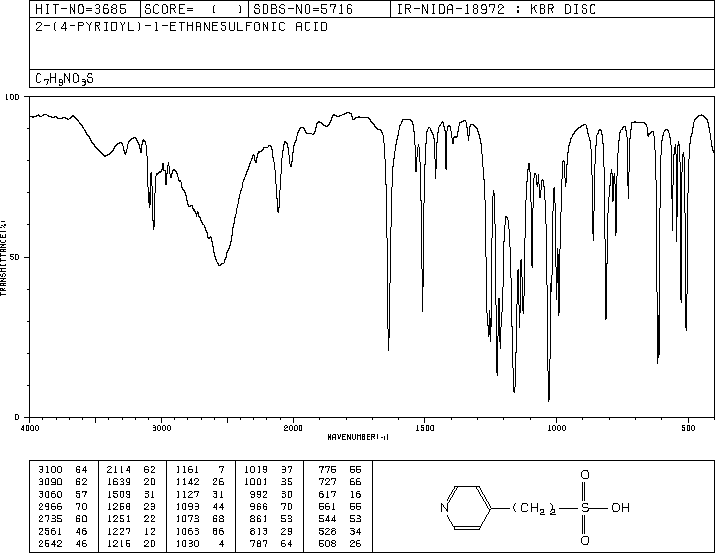 HIT-NO=3685 SCORE= ( ) SDBS-NO=5716 IR-NIDA-18972 : KBR DISC
2-(4-PYRIDYL)-1-ETHANESULFONIC ACID
C7H9NO3S
100
50
0
TRANSMITTANCE(%)
4000 3000 2000 1500 1000 500
WAVENUMBER(-1)
3100 64 2114 62 1161 7 1019 37 776 55
3090 62 1639 20 1142 26 1001 35 727 66
3060 57 1509 31 1127 31 992 30 617 16
2966 70 1258 23 1093 44 966 70 561 55
2735 60 1251 22 1073 68 861 53 544 53
2561 46 1227 12 1063 66 813 29 528 34
2542 46 1215 20 1030 4 787 64 508 26
O
N (CH2)2 S OH
O